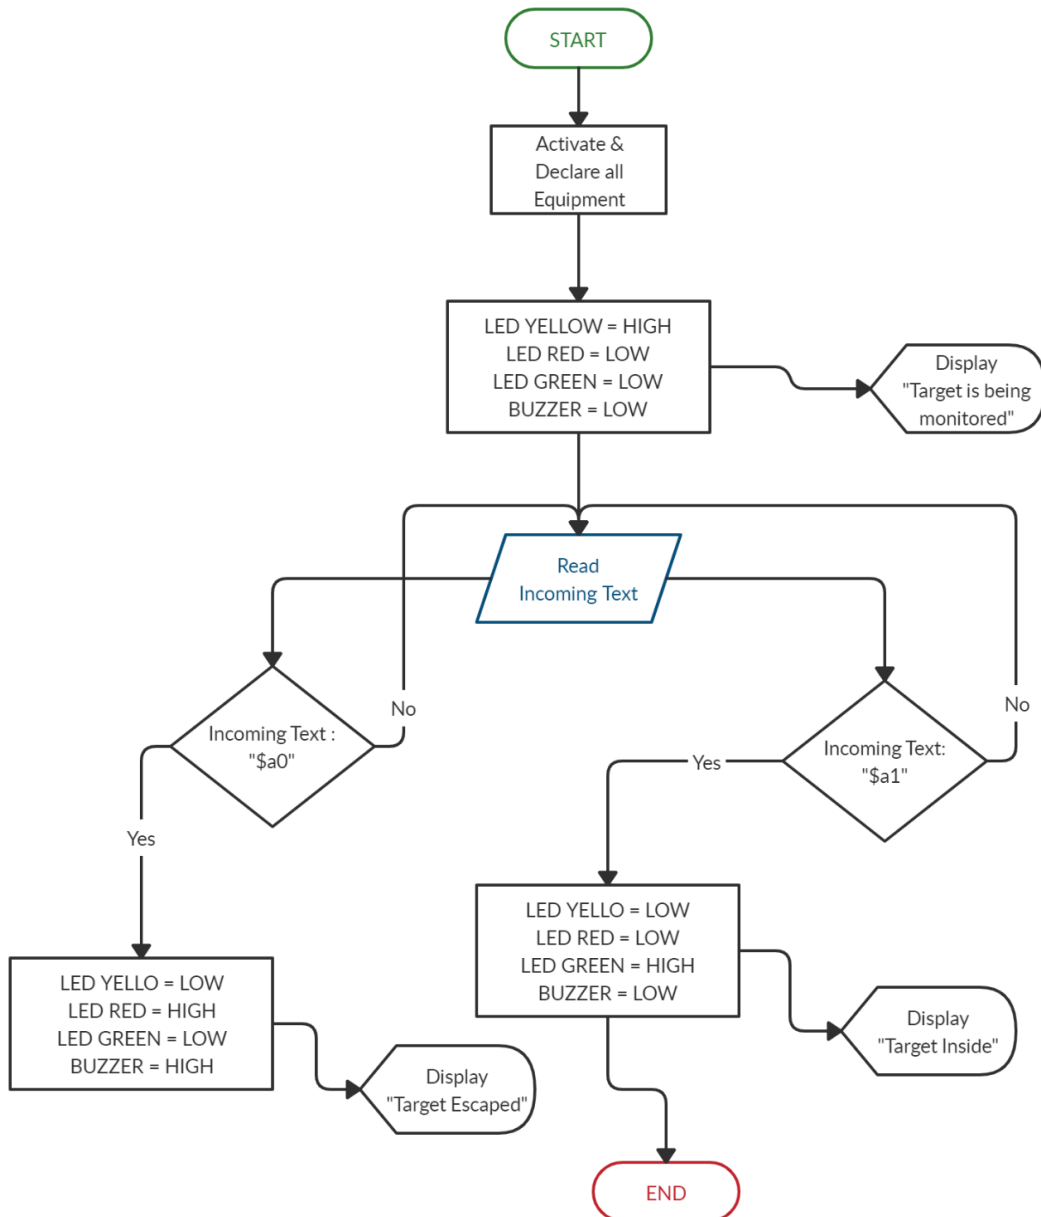 START
Activate &
Declare all
Equipment
LED YELLOW = HIGH
LED RED = LOW
LED GREEN = LOW
BUZZER = LOW
Display
"Target is being
monitored"
Read
Incoming Text
Incoming Text :
"$a0"
No
Yes
Incoming Text:
"$a1"
No
Yes
LED YELLO = LOW
LED RED = HIGH
LED GREEN = LOW
BUZZER = HIGH
Display
"Target Escaped"
LED YELLO = LOW
LED RED = LOW
LED GREEN = HIGH
BUZZER = LOW
Display
"Target Inside"
END